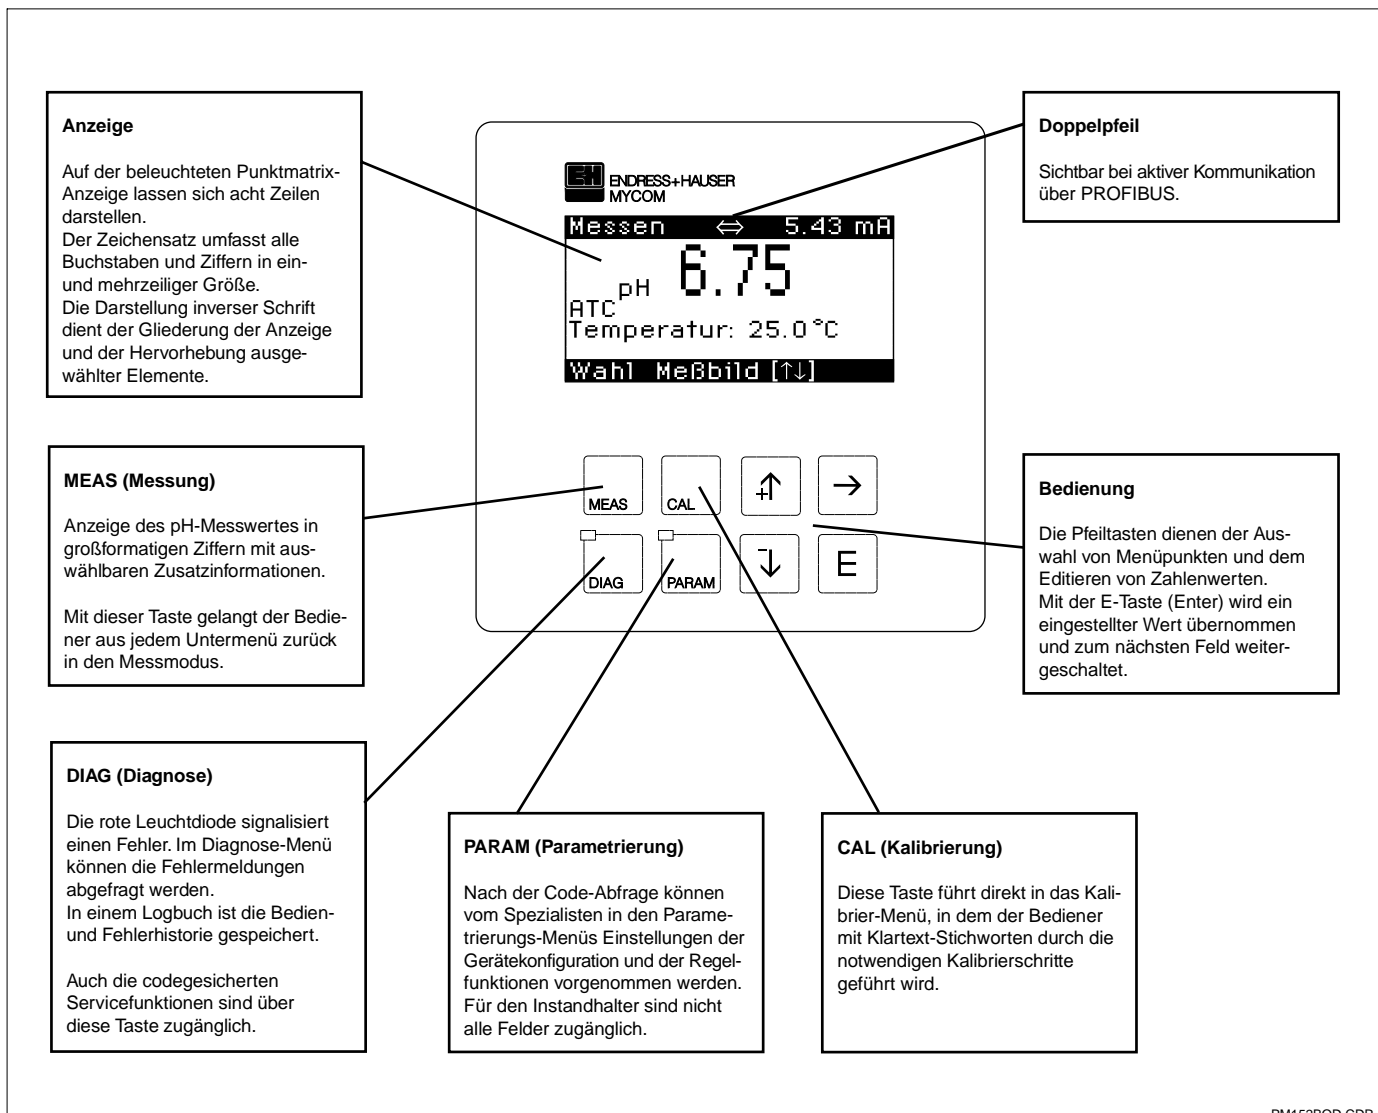 Anzeige
Auf der beleuchteten Punktmatrix-
Anzeige lassen sich acht Zeilen
darstellen.
Der Zeichensatz umfasst alle
Buchstaben und Ziffern in ein-
und mehrzeiliger Größe.
Die Darstellung inverser Schrift
dient der Gliederung der Anzeige
und der Hervorhebung ausge-
wählter Elemente.
Doppelpfeil
Sichtbar bei aktiver Kommunikation
über PROFIBUS.
EH ENDRESS+HAUSER
MYCOM
Messen ⇔ 5.43 mA
pH 6.75
ATC
Temperatur: 25.0°C
Wahl Meßbild [↑↓]
MEAS (Messung)
Anzeige des pH-Messwertes in
großformatigen Ziffern mit aus-
wählbaren Zusatzinformationen.
Mit dieser Taste gelangt der Bedie-
ner aus jedem Untermenü zurück
in den Messmodus.
MEAS CAL +↑ →
DIAG PARAM -↓ E
Bedienung
Die Pfeiltasten dienen der Aus-
wahl von Menüpunkten und dem
Editieren von Zahlenwerten.
Mit der E-Taste (Enter) wird ein
eingestellter Wert übernommen
und zum nächsten Feld weiter-
geschaltet.
DIAG (Diagnose)
Die rote Leuchtdiode signalisiert
einen Fehler. Im Diagnose-Menü
können die Fehlermeldungen
abgefragt werden.
In einem Logbuch ist die Bedien-
und Fehlerhistorie gespeichert.
Auch die codegesicherten
Servicefunktionen sind über
diese Taste zugänglich.
PARAM (Parametrierung)
Nach der Code-Abfrage können
vom Spezialisten in den Parame-
trierungs-Menüs Einstellungen der
Gerätekonfiguration und der Regel-
funktionen vorgenommen werden.
Für den Instandhalter sind nicht
alle Felder zugänglich.
CAL (Kalibrierung)
Diese Taste führt direkt in das Kali-
brier-Menü, in dem der Bediener
mit Klartext-Stichworten durch die
notwendigen Kalibrierschritte
geführt wird.